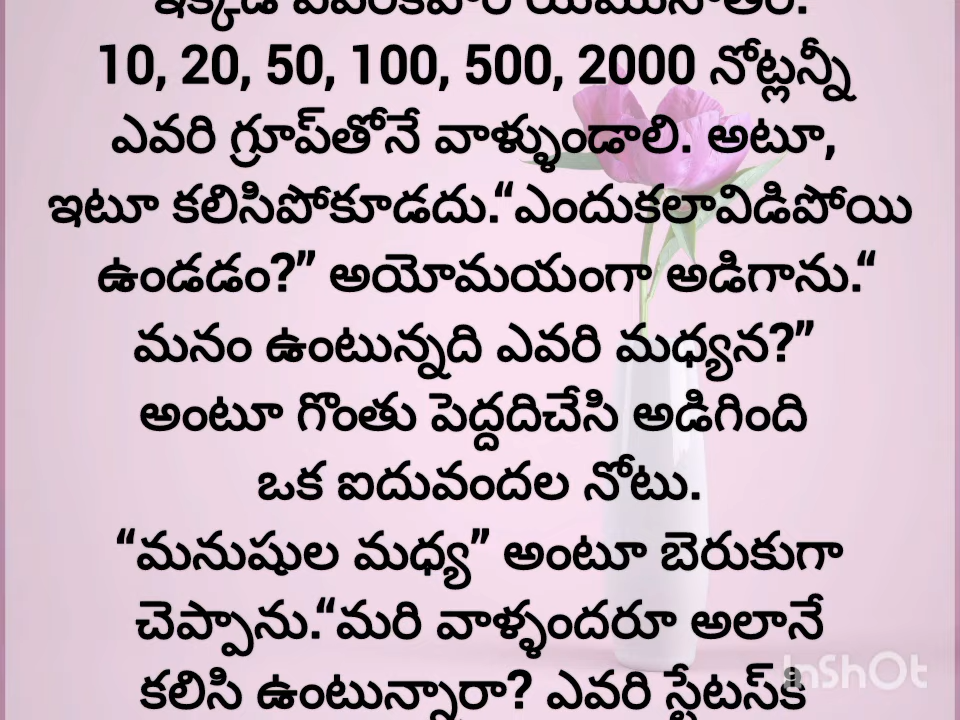 10, 20, 50, 100, 500, 2000 నోట్లన్నీ
ఎవరి గ్రూప్‌తోనే వాళ్ళుండాలి. అటూ,
ఇటూ కలిసిపోకూడదు.“ఎందుకలావిడిపోయి
ఉండడం?” అయోమయంగా అడిగాను.“
మనం ఉంటున్నది ఎవరి మధ్యన?”
అంటూ గొంతు పెద్దదిచేసి అడిగింది
ఒక ఐదువందల నోటు.
“మనుషుల మధ్య” అంటూ బెరుకుగా
చెప్పాను.“మరి వాళ్ళందరూ అలానే
కలిసి ఉంటున్నారా? ఎవరి స్టేటస్‌క
InShOt